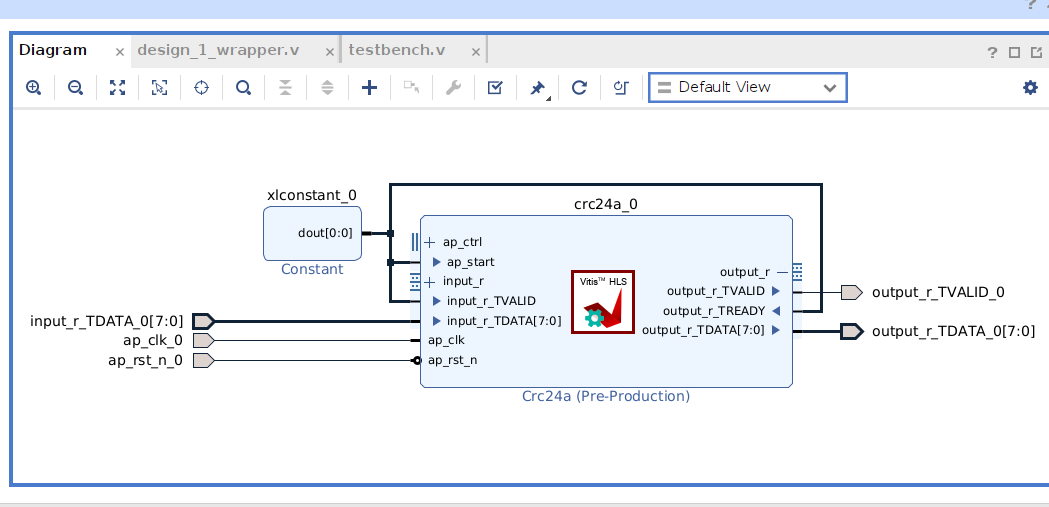 ?
Diagram × design_1_wrapper.v × testbench.v × ?
Default View
xlconstant_0
dout[0:0]
Constant
crc24a_0
ap_ctrl
ap_start
input_r
input_r_TVALID
input_r_TDATA[7:0]
ap_clk
ap_rst_n
Vitis™ HLS
output_r
output_r_TVALID
output_r_TREADY
output_r_TDATA[7:0]
Crc24a (Pre-Production)
input_r_TDATA_0[7:0]
ap_clk_0
ap_rst_n_0
output_r_TVALID_0
output_r_TDATA_0[7:0]